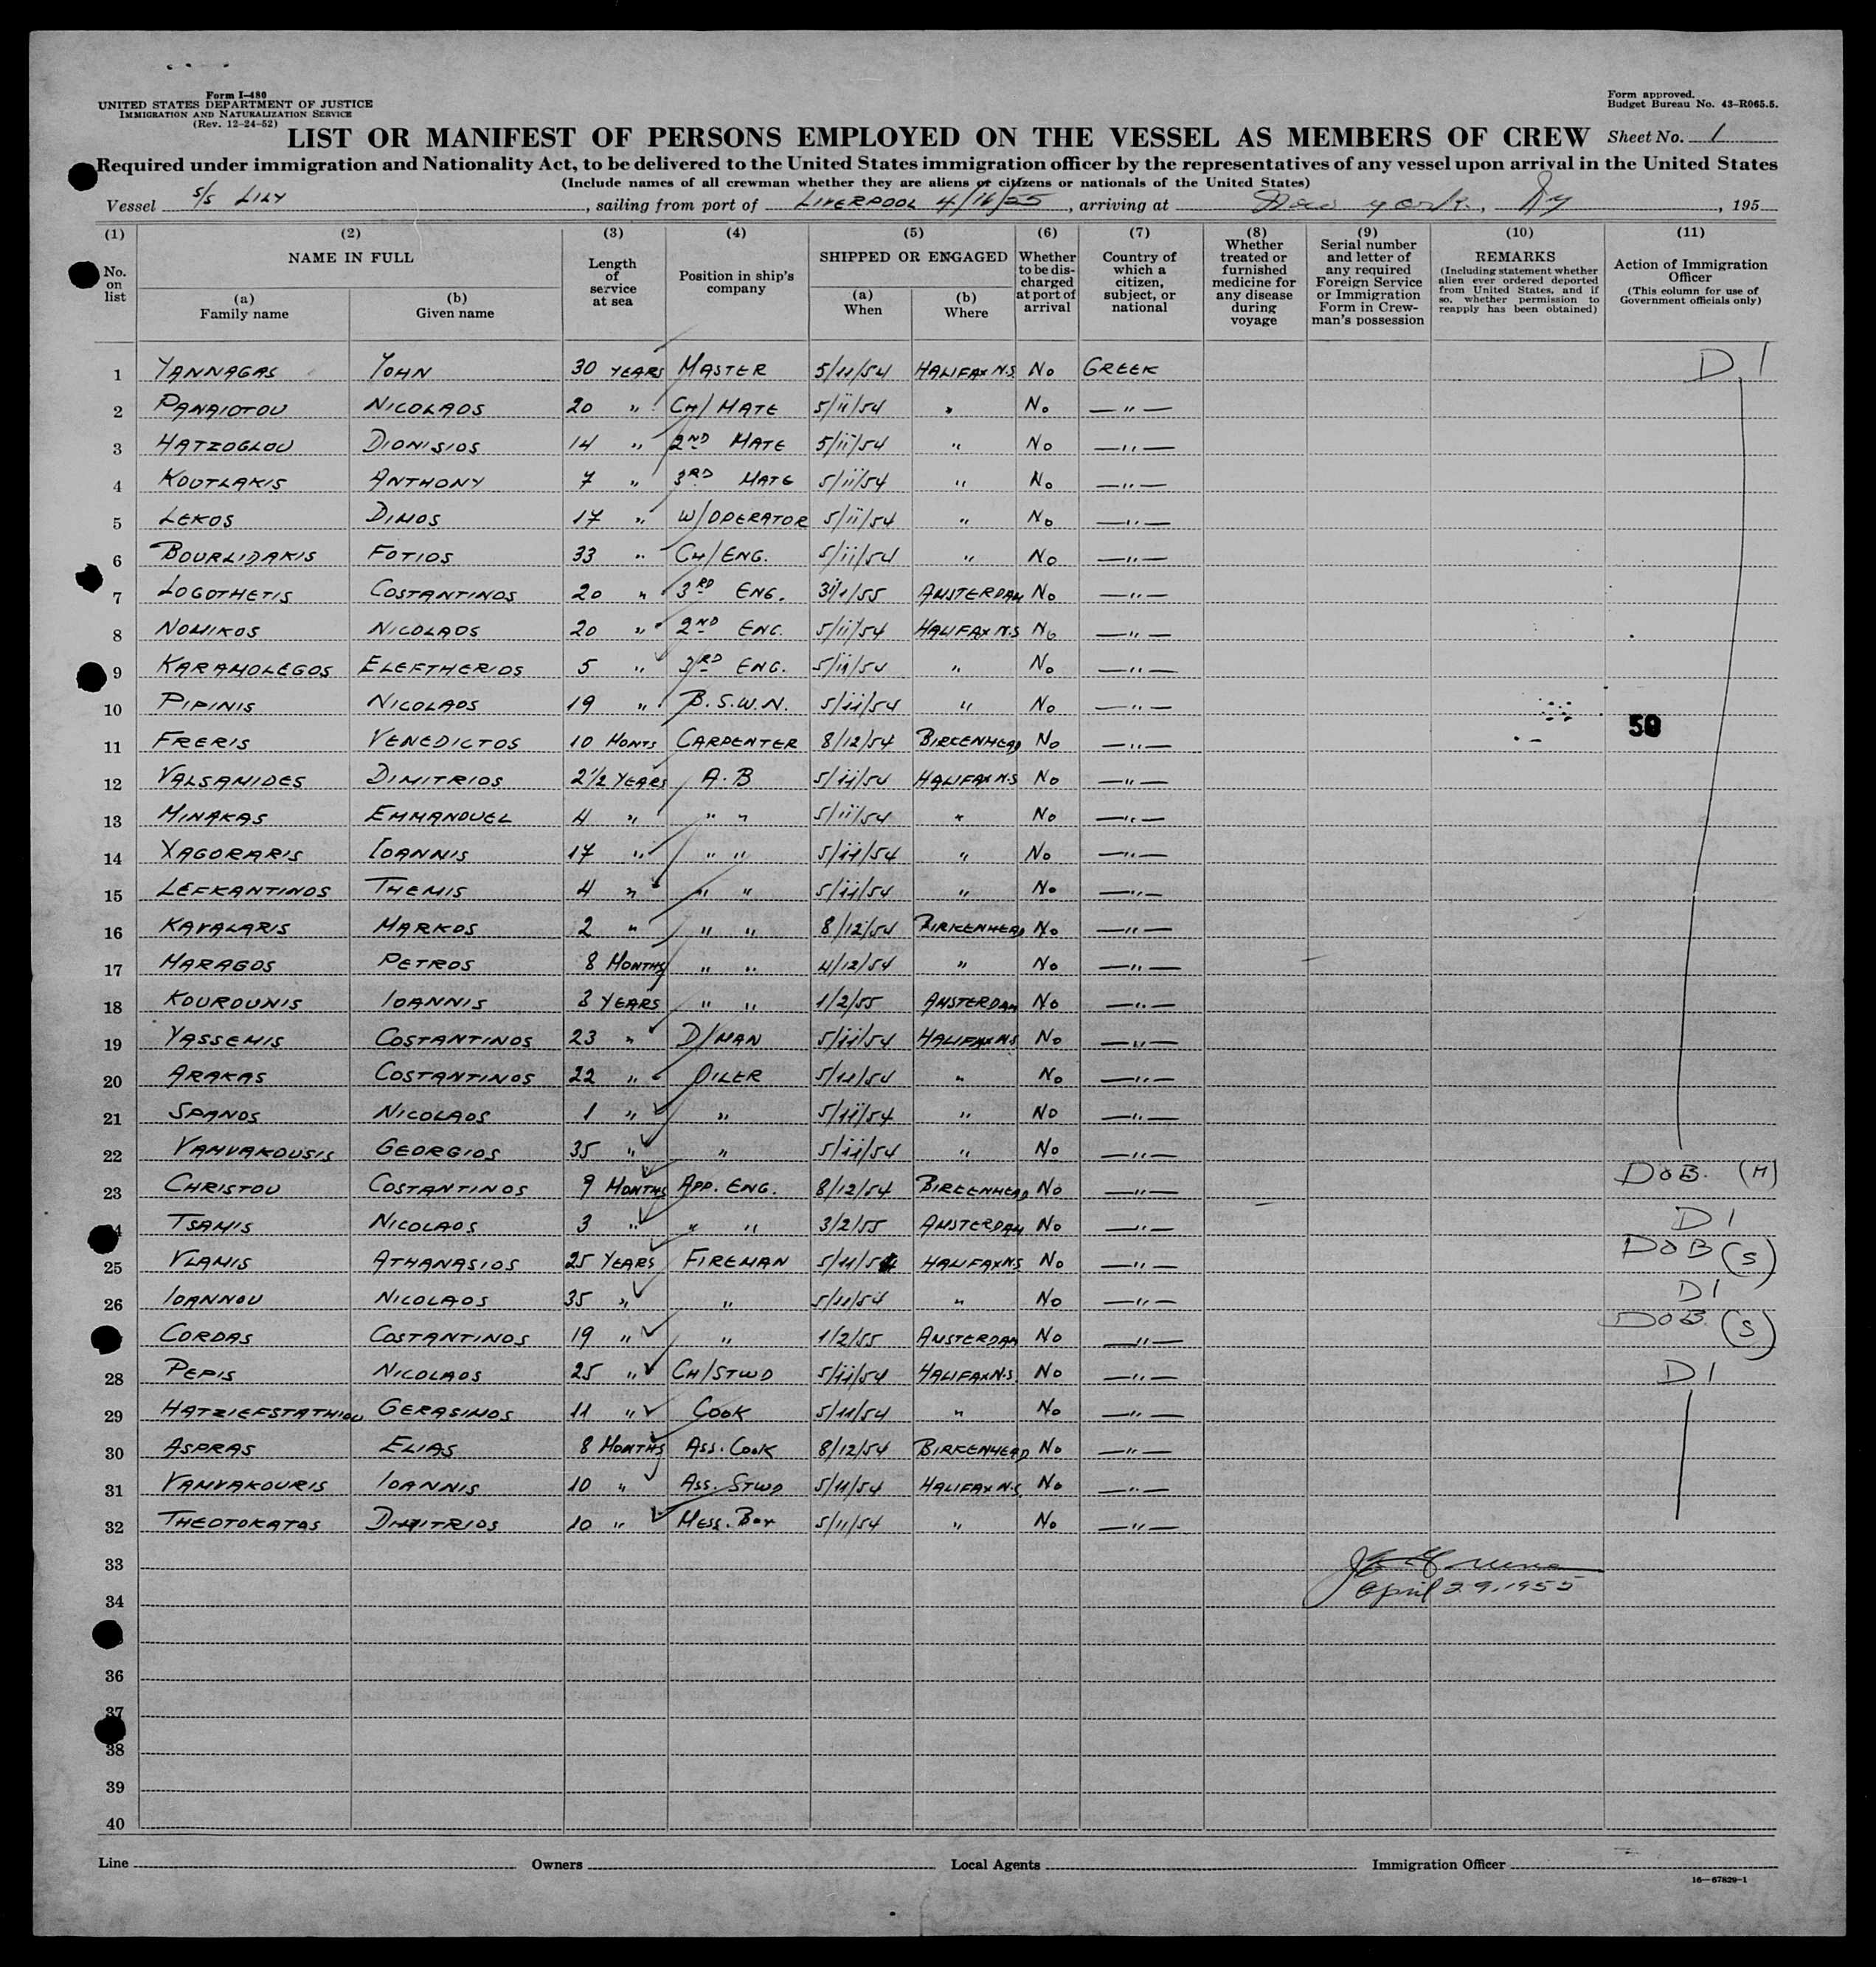 Form I-480
UNITED STATES DEPARTMENT OF JUSTICE
IMMIGRATION AND NATURALIZATION SERVICE
(Rev. 12-24-52)
Form approved.
Budget Bureau No. 43-R065.5.
LIST OR MANIFEST OF PERSONS EMPLOYED ON THE VESSEL AS MEMBERS OF CREW Sheet No. 1
Required under immigration and Nationality Act, to be delivered to the United States immigration officer by the representatives of any vessel upon arrival in the United States
(Include names of all crewman whether they are aliens or citizens or nationals of the United States)
Vessel S/S LILY, sailing from port of LIVERPOOL 4/16/55, arriving at New York, NY, 195
(1) No. on list
(2) NAME IN FULL
(a) Family name
(b) Given name
(3) Length of service at sea
(4) Position in ship's company
(5) SHIPPED OR ENGAGED
(a) When
(b) Where
(6) Whether to be discharged at port of arrival
(7) Country of which a citizen, subject, or national
(8) Whether treated or furnished medicine for any disease during voyage
(9) Serial number and letter of any required Foreign Service or Immigration Form in Crewman's possession
(10) REMARKS (Including statement whether alien ever ordered deported from United States, and if so, whether permission to reapply has been obtained)
(11) Action of Immigration Officer (This column for use of Government officials only)
1 YANNAGAS YOHN 30 YEARS MASTER 5/11/54 HALIFAX N.S No GREEK D 1
2 PANAIOTOU NICOLAOS 20 " CH/MATE 5/11/54 " No — " —
3 HATZOGLOU DIONISIOS 14 " 2ND MATE 5/11/54 " No — " —
4 KOUTLAKIS ANTHONY 7 " 3RD MATE 5/11/54 " No — " —
5 LEKOS DIMOS 17 " W/OPERATOR 5/11/54 " No — " —
6 BOURLIDAKIS FOTIOS 33 " CH/ENG. 5/11/54 " No — " —
7 LOGOTHETIS COSTANTINOS 20 " 3RD ENG. 31/1/55 AMSTERDAM No — " —
8 NOMIKOS NICOLAOS 20 " 2ND ENG. 5/11/54 HALIFAX N.S No — " —
9 KARAMOLEGOS ELEFTHERIOS 5 " 3RD ENG. 5/11/54 " No — " —
10 PIPINIS NICOLAOS 19 " B.S.W.N. 5/11/54 " No — " —
50
11 FRERIS VENEDICTOS 10 MONTS CARPENTER 8/12/54 BIRKENHEAD No — " —
12 VALSAMIDES DIMITRIOS 2½ YEARS A.B 5/11/54 HALIFAX N.S No — " —
13 MINAKAS EMMANOUEL 4 " " " 5/11/54 " No — " —
14 XAGORARIS IOANNIS 17 " " " 5/11/54 " No — " —
15 LEFKANTINOS THEMIS 4 " " " 5/11/54 " No — " —
16 KAVALARIS MARKOS 2 " " " 8/12/54 BIRKENHEAD No — " —
17 MARAGOS PETROS 8 MONTHS " " 4/12/54 " No — " —
18 KOUROUNIS IOANNIS 3 YEARS " " 1/2/55 AMSTERDAM No — " —
19 YASSEMIS COSTANTINOS 23 " D/MAN 5/11/54 HALIFAX N.S No — " —
20 ARAKAS COSTANTINOS 22 " OILER 5/11/54 " No — " —
21 SPANOS NICOLAOS 1 " " 5/11/54 " No — " —
22 VAMVAKOUSIS GEORGIOS 35 " " 5/11/54 " No — " —
23 CHRISTOU COSTANTINOS 9 MONTHS APP. ENG. 8/12/54 BIRKENHEAD No — " — DOB. (M)
TSAMIS NICOLAOS 3 " " " 3/2/55 AMSTERDAM No — " — D 1
25 VLAMIS ATHANASIOS 25 YEARS FIREMAN 5/11/54 HALIFAX N.S No — " — DOB (S)
26 IOANNOU NICOLAOS 35 " " 5/11/54 " No — " — D 1
CORDAS COSTANTINOS 19 " " 1/2/55 AMSTERDAM No — " — DOB. (S)
28 PEPIS NICOLAOS 25 " CH/STWD 5/11/54 HALIFAX N.S. No — " — D 1
29 HATZIEFSTATHIOU GERASIMOS 11 " COOK 5/11/54 " No — " —
30 ASPRAS ELIAS 8 MONTHS ASS. COOK 8/12/54 BIRKENHEAD No — " —
31 VAMVAKOURIS IOANNIS 10 " ASS. STWD 5/11/54 HALIFAX N.S. No — " —
32 THEOTOKATOS DIMITRIOS 10 " MESS. BOY 5/11/54 " No — " —
33
April 29, 1955
34
36
37
38
39
40
Line Owners Local Agents Immigration Officer
16—67829-1